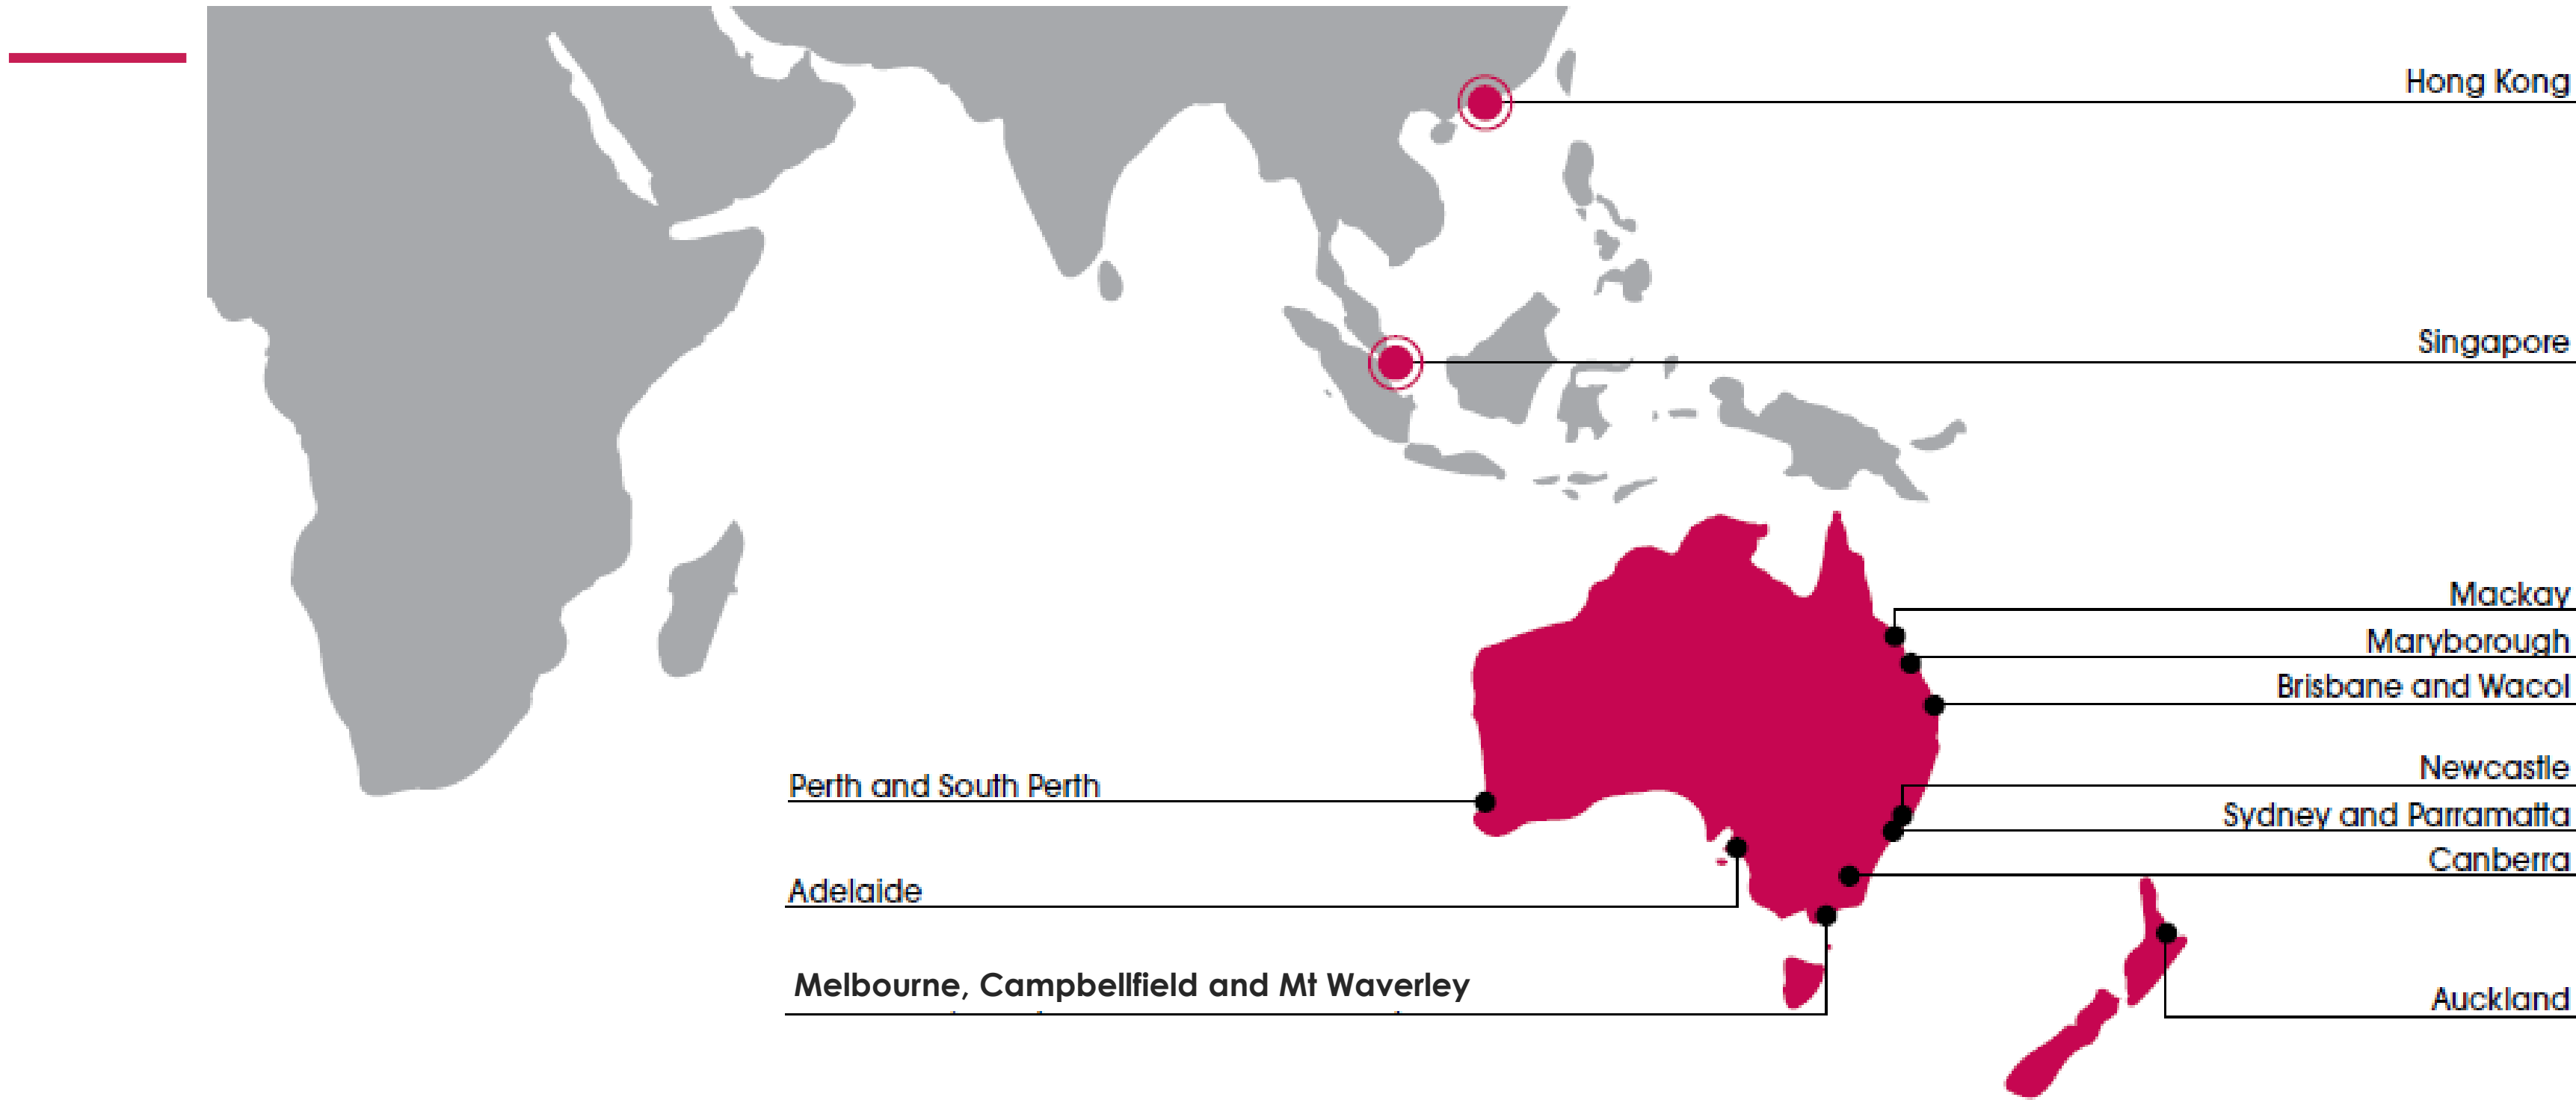 Hong Kong
Singapore
Mackay
Maryborough
Brisbane and Wacol
Newcastle
Perth and South Perth
Sydney and Parramatta
Canberra
Adelaide
Melbourne, Campbellfield and Mt Waverley
Auckland